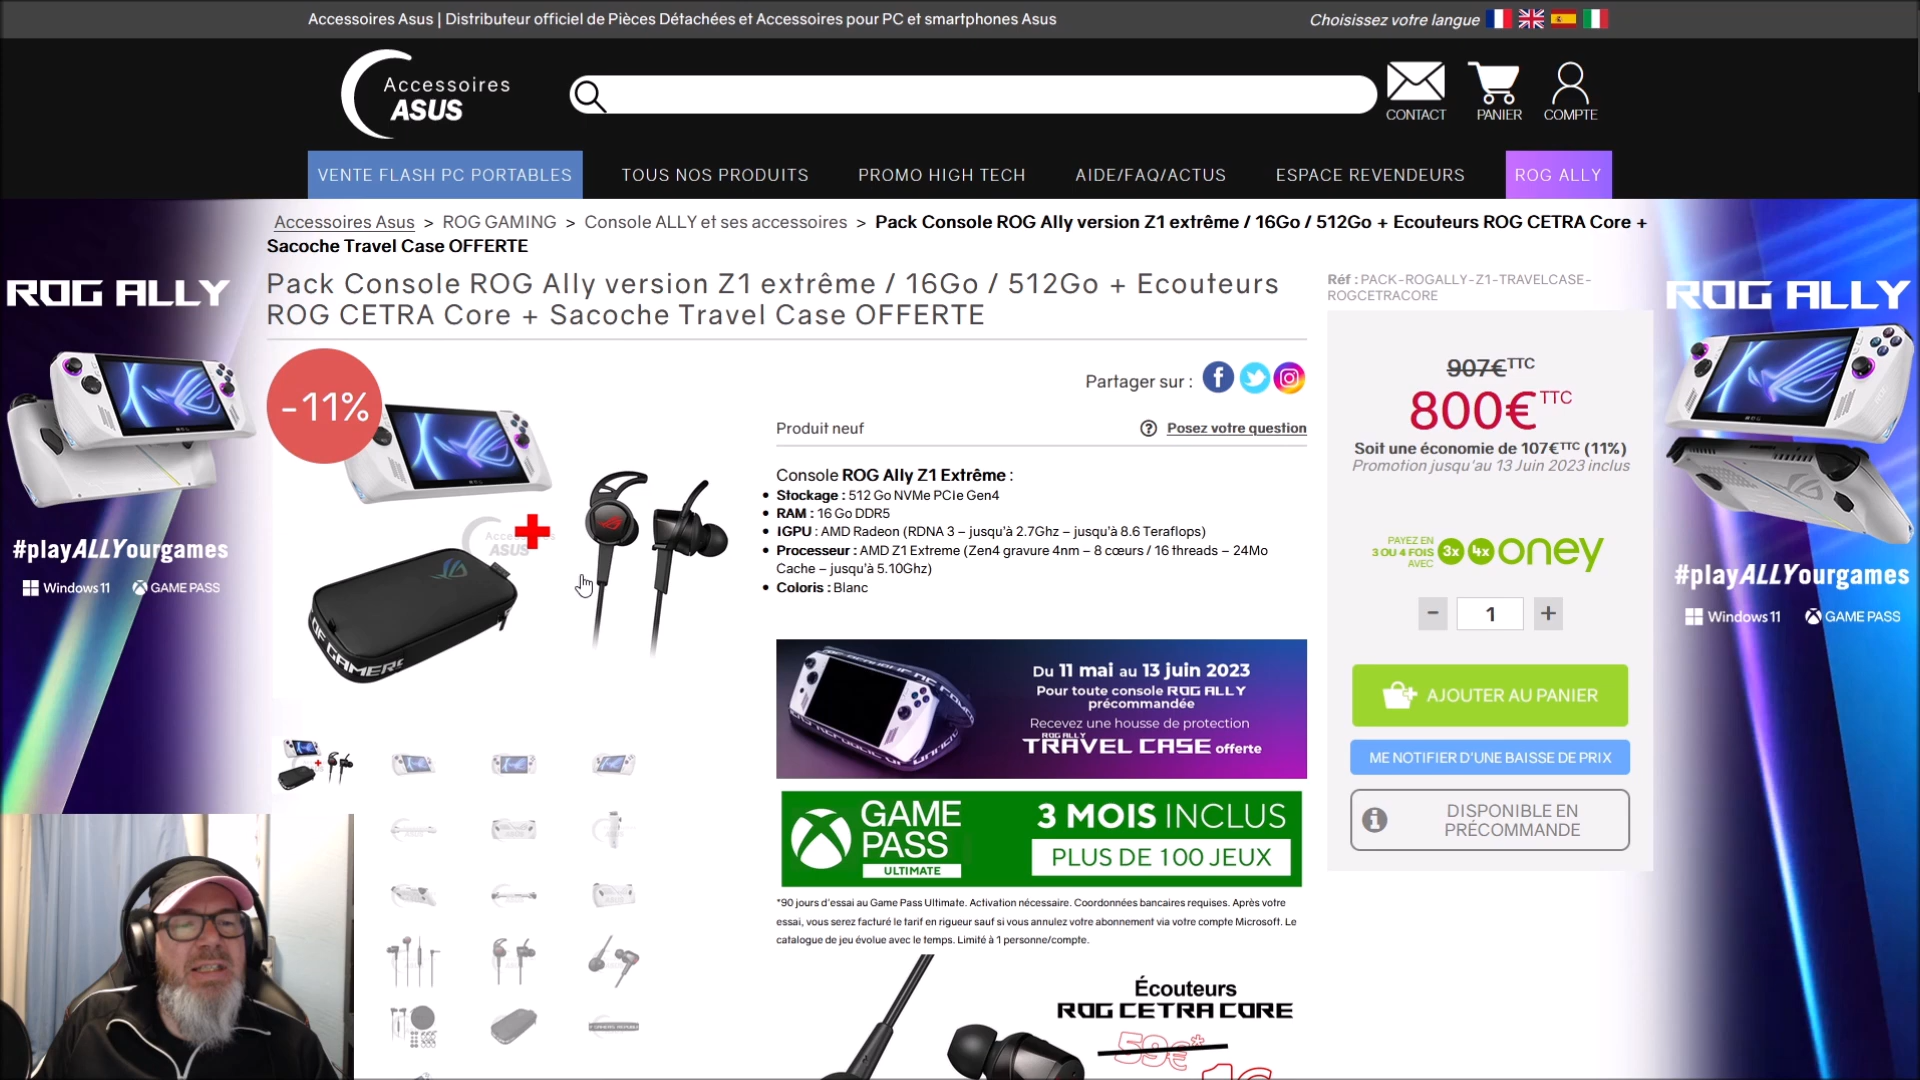 Accessoires Asus | Distributeur officiel de Pièces Détachées et Accessoires pour PC et smartphones Asus
Choisissez votre langue
Accessoires
ASUS
CONTACT
PANIER
COMPTE
VENTE FLASH PC PORTABLES
TOUS NOS PRODUITS
PROMO HIGH TECH
AIDE/FAQ/ACTUS
ESPACE REVENDEURS
ROG ALLY
Accessoires Asus > ROG GAMING > Console ALLY et ses accessoires > Pack Console ROG Ally version Z1 extrême / 16Go / 512Go + Ecouteurs ROG CETRA Core +
Sacoche Travel Case OFFERTE
ROG ALLY
#playALLYourgames
Windows 11
GAME PASS
Pack Console ROG Ally version Z1 extrême / 16Go / 512Go + Ecouteurs
ROG CETRA Core + Sacoche Travel Case OFFERTE
-11%
Accessoires
ASUS
OF GAMERS
Partager sur :
Produit neuf
Posez votre question
Console ROG Ally Z1 Extrême :
• Stockage : 512 Go NVMe PCIe Gen4
• RAM : 16 Go DDR5
• IGPU : AMD Radeon (RDNA 3 – jusqu'à 2.7Ghz – jusqu'à 8.6 Teraflops)
• Processeur : AMD Z1 Extreme (Zen4 gravure 4nm – 8 cœurs / 16 threads – 24Mo
Cache – jusqu'à 5.10Ghz)
• Coloris : Blanc
Du 11 mai au 13 juin 2023
Pour toute console ROG ALLY
précommandée
Recevez une housse de protection
ROG ALLY
TRAVEL CASE offerte
GAME
PASS
ULTIMATE
3 MOIS INCLUS
PLUS DE 100 JEUX
*90 jours d'essai au Game Pass Ultimate. Activation nécessaire. Coordonnées bancaires requises. Après votre
essai, vous serez facturé le tarif en rigueur sauf si vous annulez votre abonnement via votre compte Microsoft. Le
catalogue de jeu évolue avec le temps. Limité à 1 personne/compte.
Écouteurs
ROG CETRA CORE
59€*
Réf : PACK-ROGALLY-Z1-TRAVELCASE-
ROGCETRACORE
907€TTC
800€TTC
Soit une économie de 107€TTC (11%)
Promotion jusqu'au 13 Juin 2023 inclus
PAYEZ EN
3 OU 4 FOIS
AVEC
3x 4x oney
- 1 +
AJOUTER AU PANIER
ME NOTIFIER D'UNE BAISSE DE PRIX
DISPONIBLE EN
PRÉCOMMANDE
ROG ALLY
#playALLYourgames
Windows 11
GAME PASS